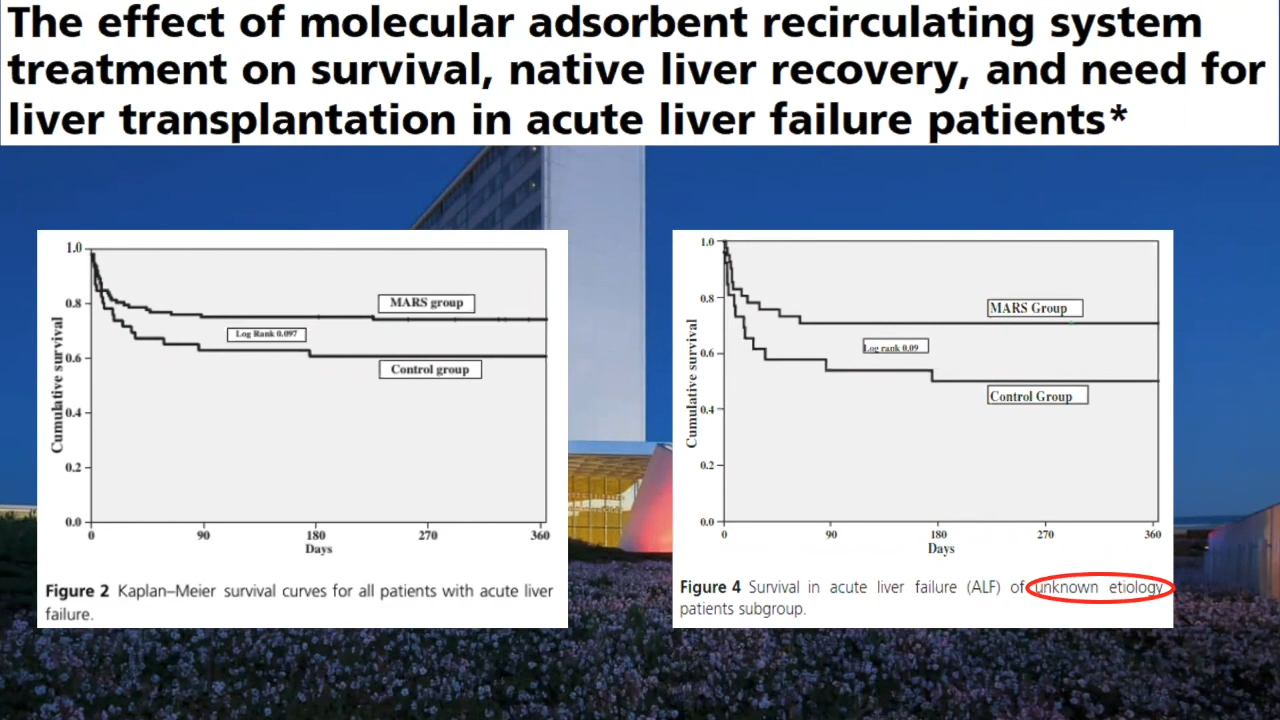 The effect of molecular adsorbent recirculating system
treatment on survival, native liver recovery, and need for
liver transplantation in acute liver failure patients*
1.0
0.8
0.6
0.4
0.2
0.0
Cumulative survival
MARS group
Log Rank 0.097
Control group
0 90 180 270 360
Days
Figure 2 Kaplan–Meier survival curves for all patients with acute liver
failure.
1.0
0.8
0.6
0.4
0.2
0.0
Cumulative survival
MARS Group
Log rank 0.09
Control Group
0 90 180 270 360
Days
Figure 4 Survival in acute liver failure (ALF) of unknown etiology
patients subgroup.